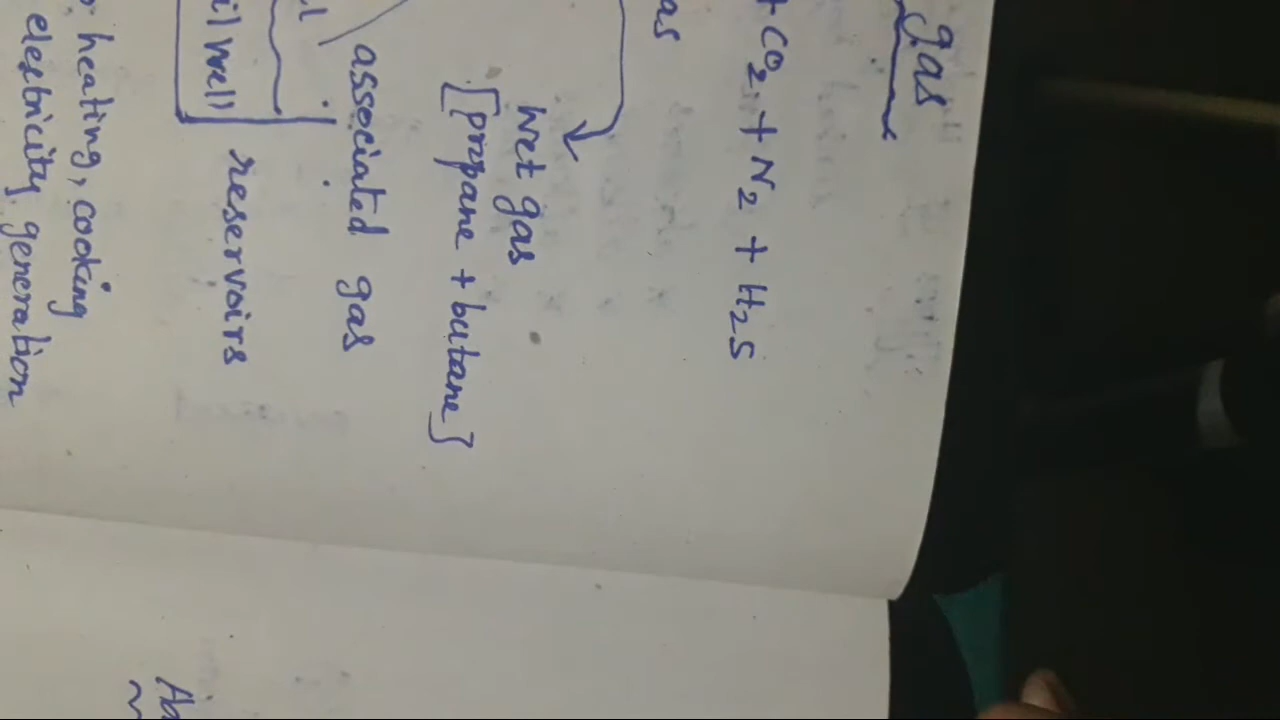 gas
+ CO2 + N2 + H2S
as
Wet gas
[propane + butane]
associated gas
il well
reservoirs
heating, cooking
electricity generation